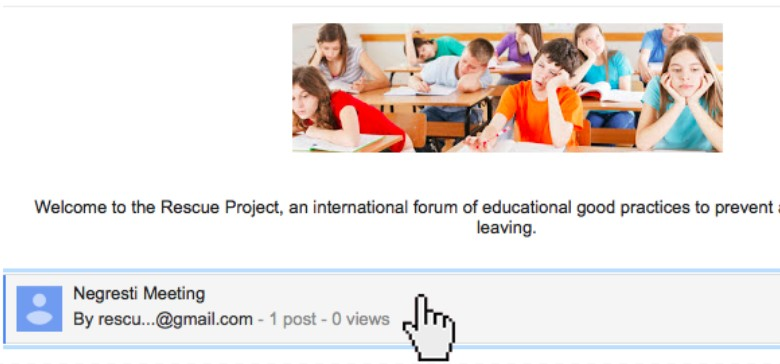 Welcome to the Rescue Project, an international forum of educational good practices to prevent
leaving.
Negresti Meeting
By rescu...@gmail.com - 1 post - 0 views